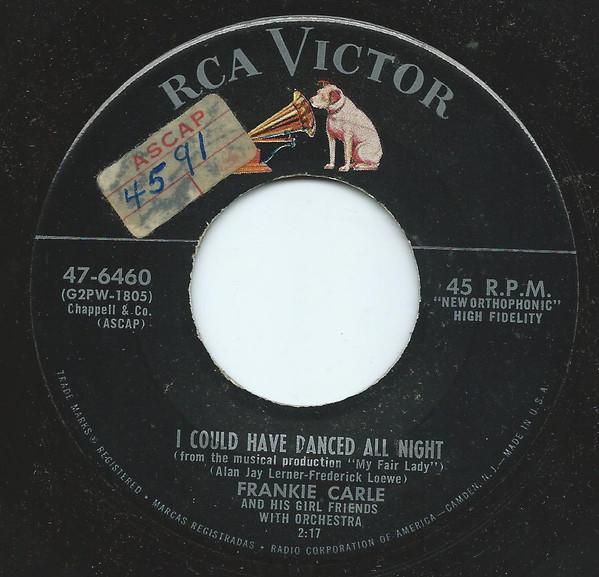 RCA VICTOR
ASCAP
45 91
47-6460
(G2PW-1805)
Chappell & Co.
(ASCAP)
45 R.P.M.
"NEW ORTHOPHONIC"
HIGH FIDELITY
I COULD HAVE DANCED ALL NIGHT
(from the musical production "My Fair Lady")
(Alan Jay Lerner-Frederick Loewe)
FRANKIE CARLE
AND HIS GIRL FRIENDS
WITH ORCHESTRA
2:17
TRADE MARKS ® REGISTERED. • MARCAS REGISTRADAS • RADIO CORPORATION OF AMERICA—CAMDEN, N.J.—MADE IN U.S.A.